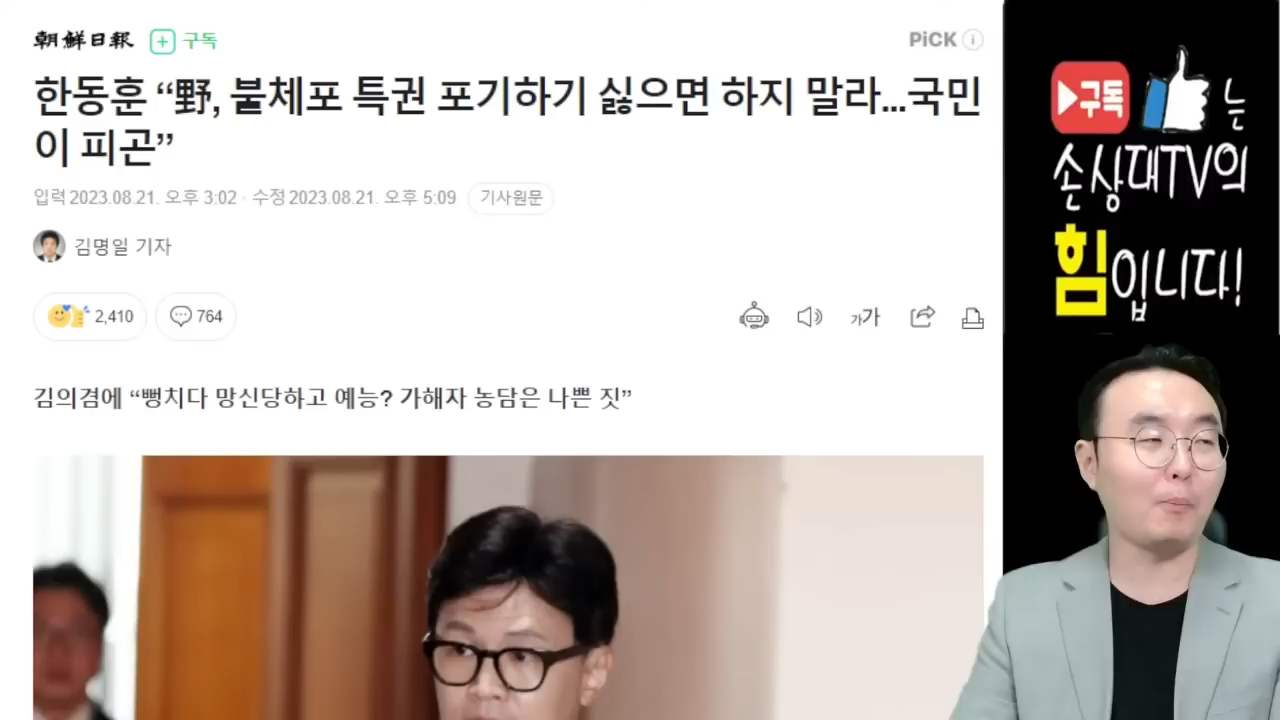 朝鮮日報 구독
PiCK
한동훈 “野, 불체포 특권 포기하기 싫으면 하지 말라…국민
이 피곤”
입력 2023.08.21. 오후 3:02 · 수정 2023.08.21. 오후 5:09 기사원문
김명일 기자
2,410 764
가가
김의겸에 “뻥치다 망신당하고 예능? 가해자 농담은 나쁜 짓”
구독 는
손상대TV의
힘입니다!